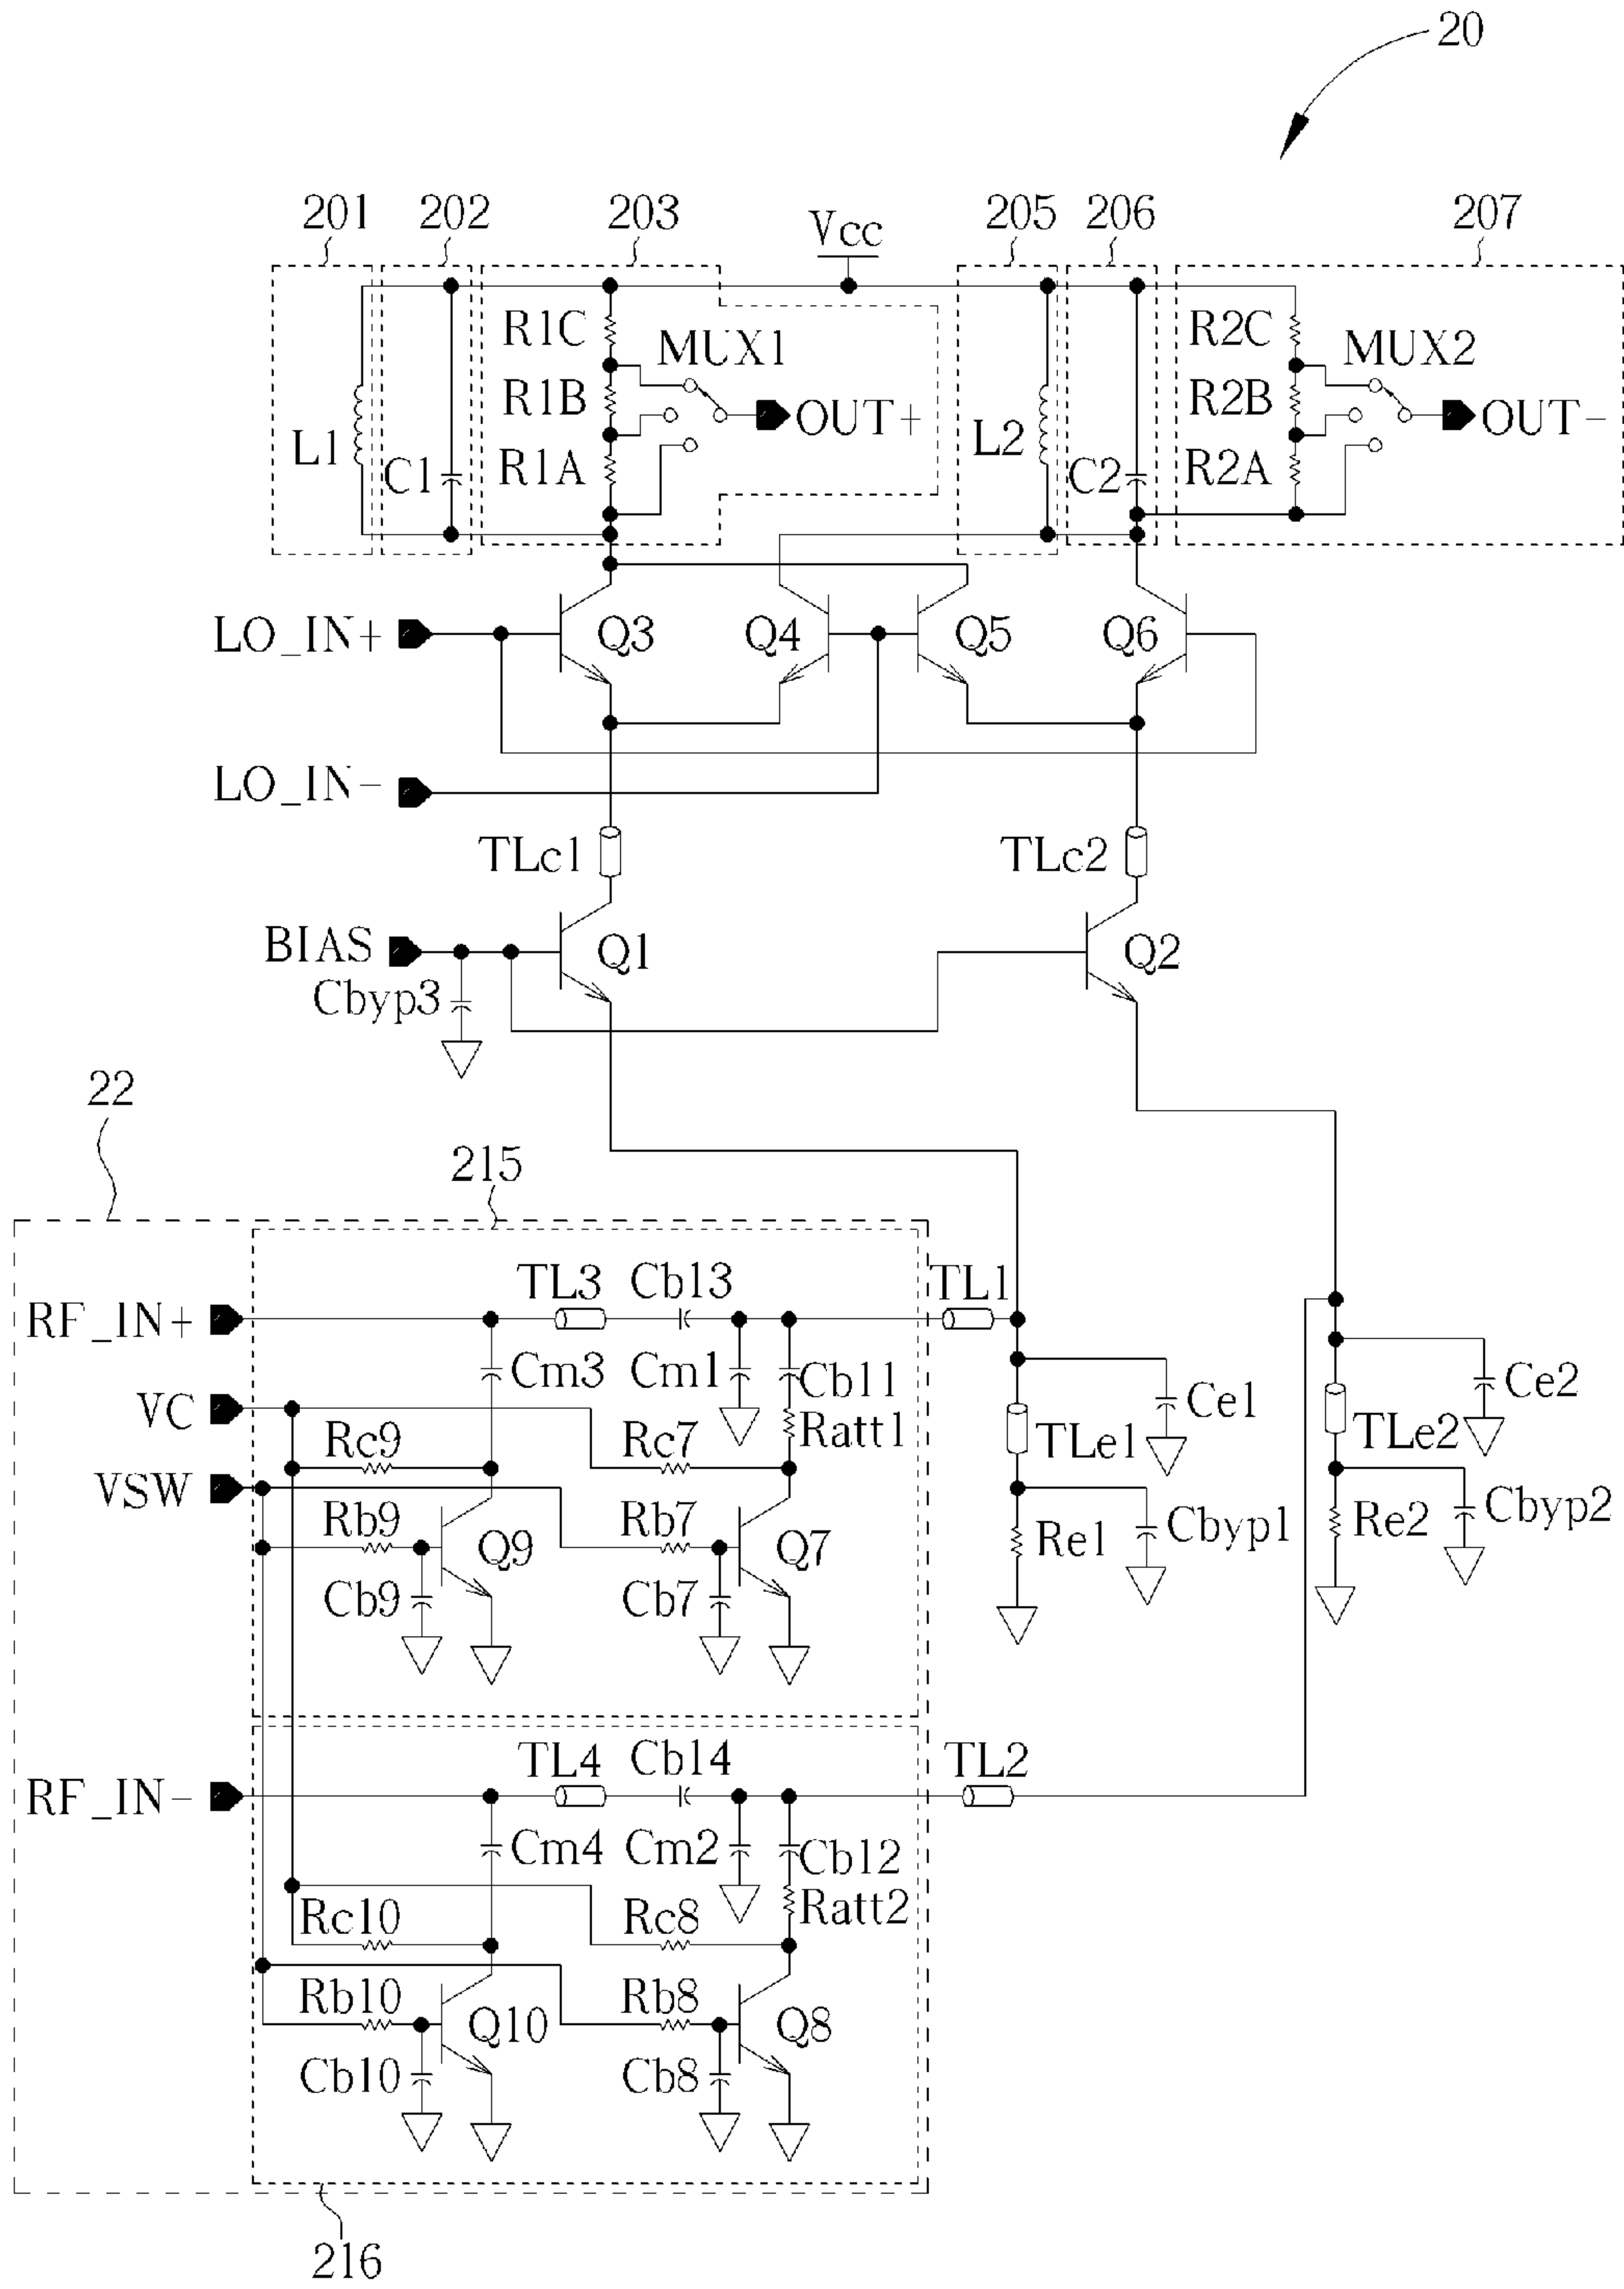 20
201
202
203
Vcc
205
206
207
R1C
MUX1
R2C
MUX2
R1B
OUT+
R2B
OUT-
L1
C1
R1A
L2
C2
R2A
LO_IN+
Q3
Q4
Q5
Q6
LO_IN-
TLc1
TLc2
BIAS
Q1
Q2
Cbyp3
22
215
TL3
Cb13
TL1
RF_IN+
Cm3
Cm1
Cb11
Ce1
Ce2
VC
Rc9
Rc7
Ratt1
TLe1
TLe2
VSW
Rb9
Rb7
Q9
Q7
Re1
Cbyp1
Re2
Cbyp2
Cb9
Cb7
TL4
Cb14
TL2
RF_IN-
Cm4
Cm2
Cb12
Rc10
Rc8
Ratt2
Rb10
Rb8
Q10
Q8
Cb10
Cb8
216